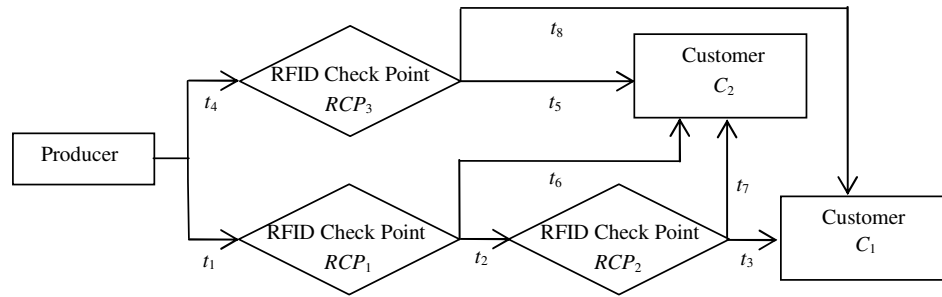 t8
Customer
C2
RFID Check Point
RCP3
t4
t5
Producer
t6
t7
RFID Check Point
RCP1
RFID Check Point
RCP2
Customer
C1
t1
t2
t3